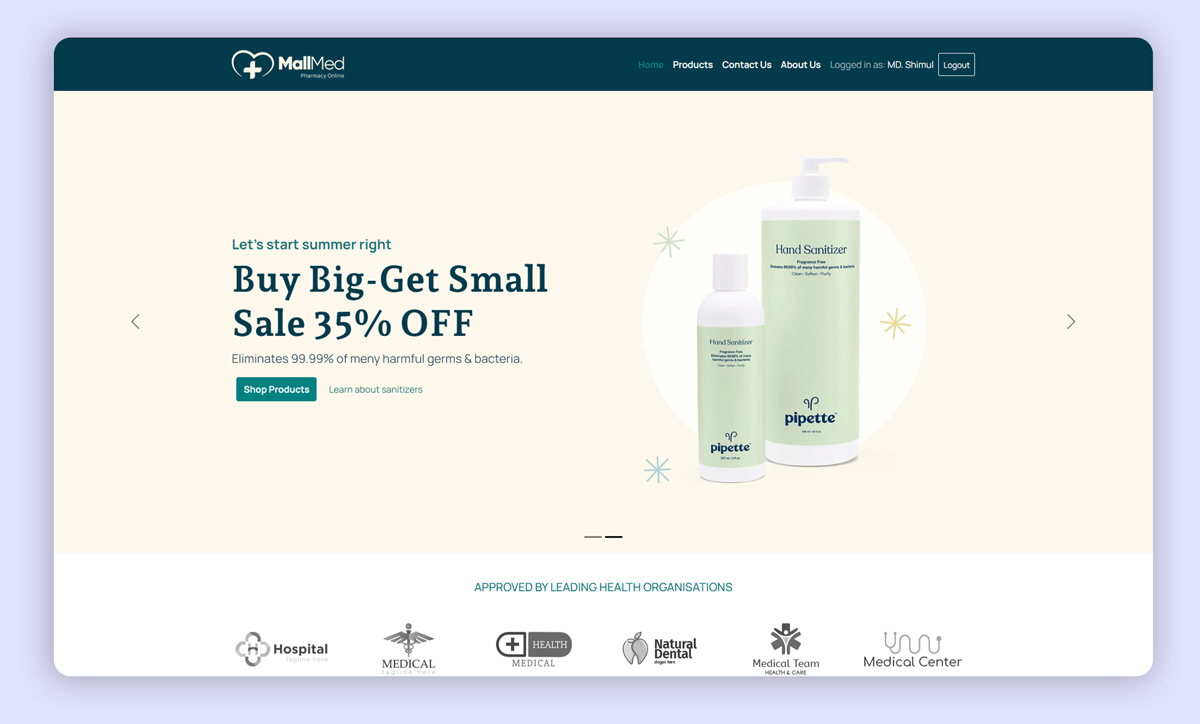 MallMed
Pharmacy Online
Home Products Contact Us About Us Logged in as: MD. Shimul Logout
Let's start summer right
Buy Big-Get Small
Sale 35% OFF
Eliminates 99.99% of meny harmful germs & bacteria.
Shop Products Learn about sanitizers
Hand Sanitizer
Fragrance Free
Eliminates 99.99% of many harmful germs & bacteria
Clean · Soften · Purify
pipette
Hand Sanitizer
Fragrance Free
Eliminates 99.99% of many
harmful germs & bacteria
Clean · Soften · Purify
pipette
APPROVED BY LEADING HEALTH ORGANISATIONS
H
Hospital
Tagline here
MEDICAL
tagline here
HEALTH
MEDICAL
Natural
Dental
slogan here
Medical Team
HEALTH & CARE
Medical Center